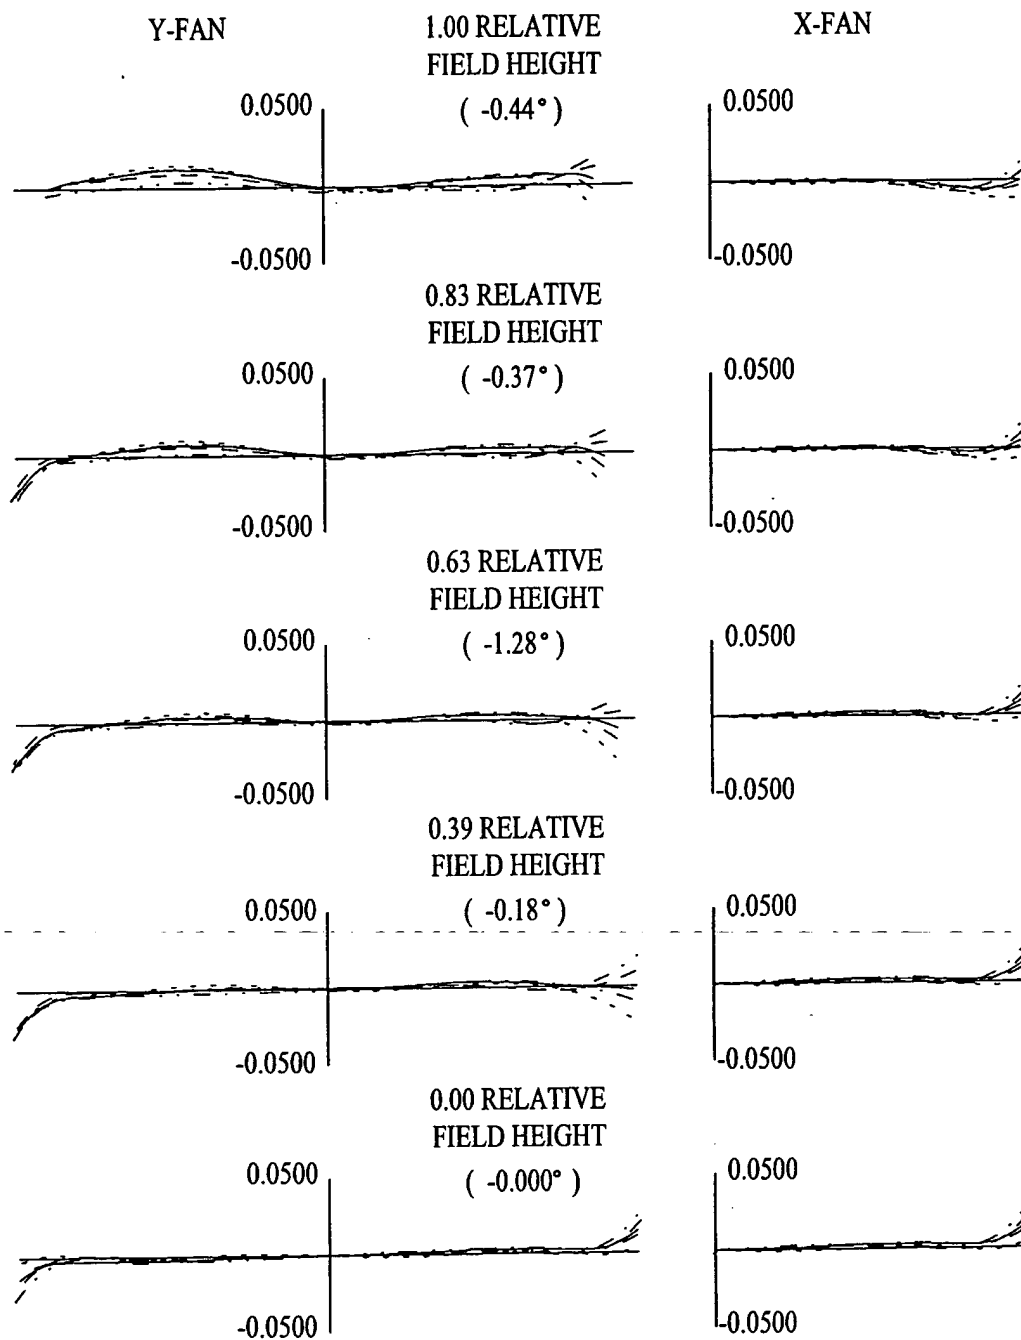 Y-FAN
1.00 RELATIVE
FIELD HEIGHT
( -0.44° )
X-FAN
0.0500
-0.0500
0.0500
-0.0500
0.83 RELATIVE
FIELD HEIGHT
( -0.37° )
0.0500
-0.0500
0.0500
-0.0500
0.63 RELATIVE
FIELD HEIGHT
( -1.28° )
0.0500
-0.0500
0.0500
-0.0500
0.39 RELATIVE
FIELD HEIGHT
( -0.18° )
0.0500
-0.0500
0.0500
-0.0500
0.00 RELATIVE
FIELD HEIGHT
( -0.000° )
0.0500
-0.0500
0.0500
-0.0500